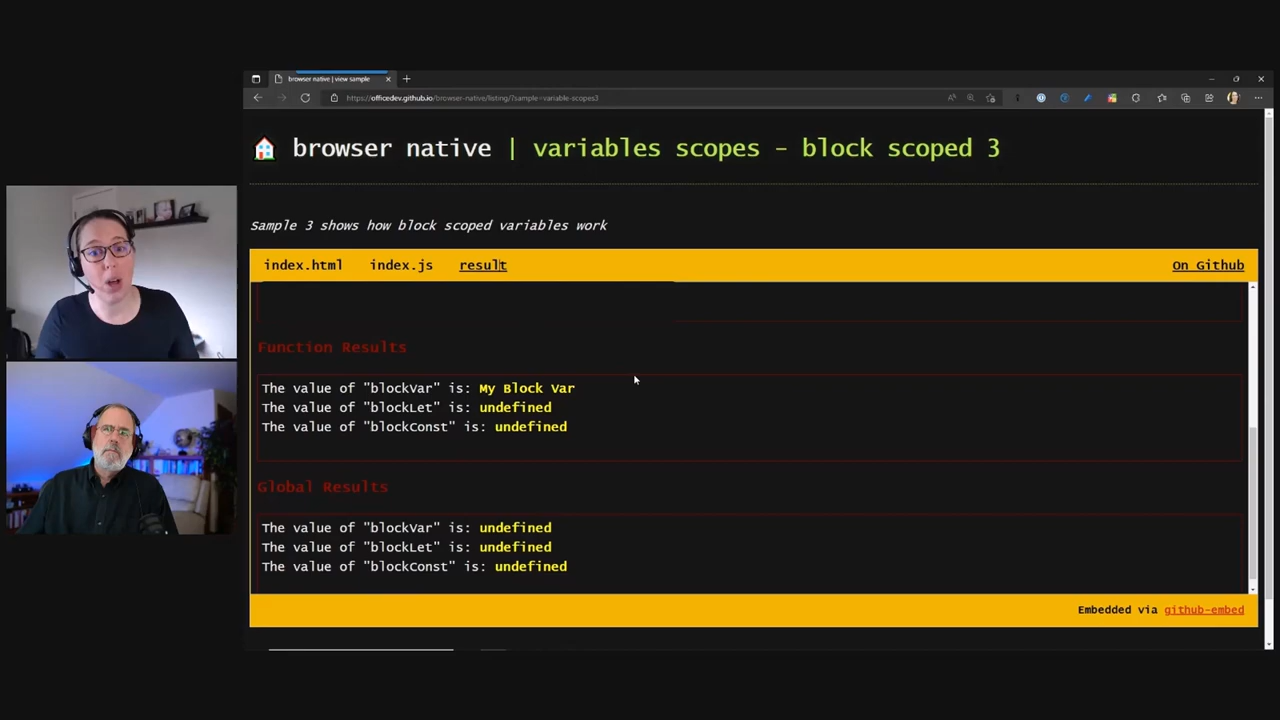 browser native | view sample
https://officedev.github.io/browser-native/listing/?sample=variable-scopes3
browser native | variables scopes - block scoped 3
Sample 3 shows how block scoped variables work
index.html index.js result On Github
Function Results
The value of "blockVar" is: My Block Var
The value of "blockLet" is: undefined
The value of "blockConst" is: undefined
Global Results
The value of "blockVar" is: undefined
The value of "blockLet" is: undefined
The value of "blockConst" is: undefined
Embedded via github-embed